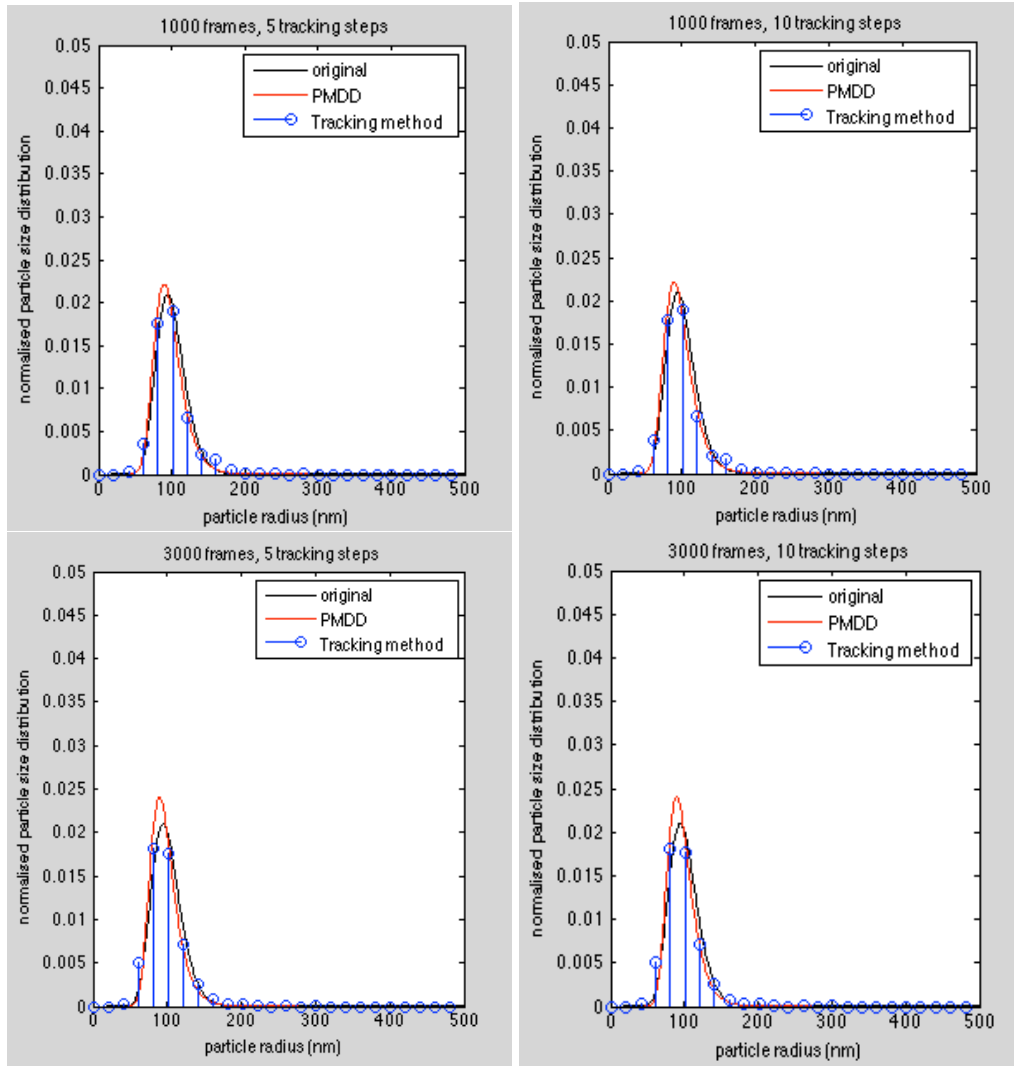 1000 frames, 5 tracking steps
0.05
0.045
0.04
0.035
0.03
0.025
0.02
0.015
0.01
0.005
0
normalised particle size distribution
original
PMDD
Tracking method
0 100 200 300 400 500
particle radius (nm)
1000 frames, 10 tracking steps
0.05
0.045
0.04
0.035
0.03
0.025
0.02
0.015
0.01
0.005
0
normalised particle size distribution
original
PMDD
Tracking method
0 100 200 300 400 500
particle radius (nm)
3000 frames, 5 tracking steps
0.05
0.045
0.04
0.035
0.03
0.025
0.02
0.015
0.01
0.005
0
normalised particle size distribution
original
PMDD
Tracking method
0 100 200 300 400 500
particle radius (nm)
3000 frames, 10 tracking steps
0.05
0.045
0.04
0.035
0.03
0.025
0.02
0.015
0.01
0.005
0
normalised particle size distribution
original
PMDD
Tracking method
0 100 200 300 400 500
particle radius (nm)